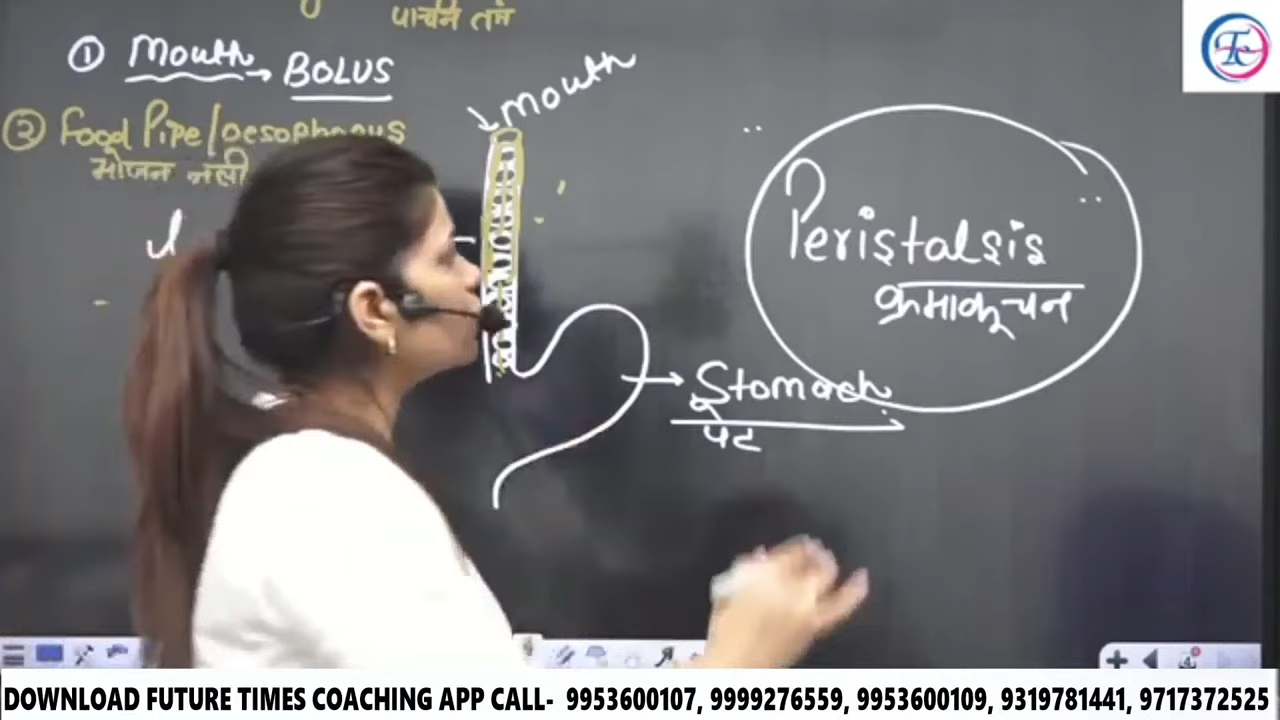 पाचन तंत्र
① Mouth → BOLUS
② Food Pipe/oesophagus
भोजन नली
Mouth
Peristalsis
क्रमाकुंचन
Stomach
पेट
DOWNLOAD FUTURE TIMES COACHING APP CALL- 9953600107, 9999276559, 9953600109, 9319781441, 9717372525